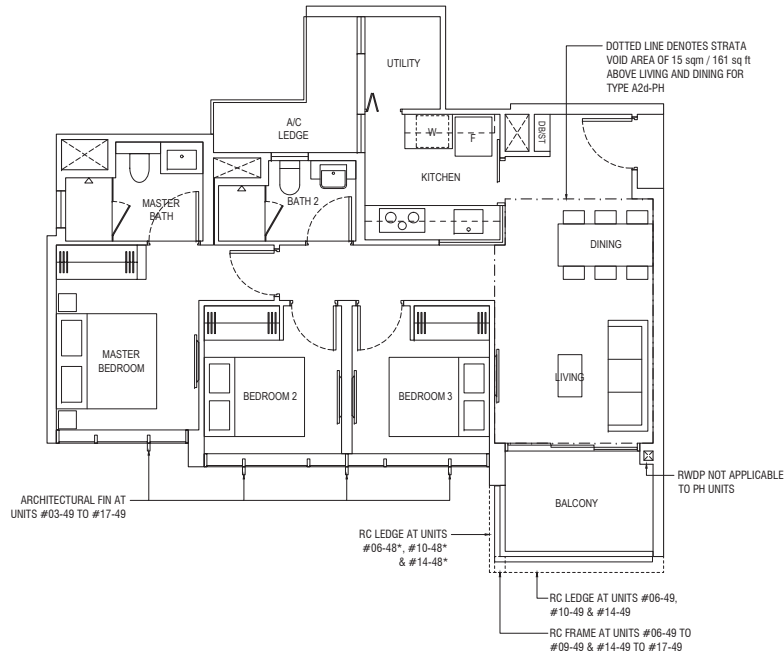 UTILITY
DOTTED LINE DENOTES STRATA
VOID AREA OF 15 sqm / 161 sq ft
ABOVE LIVING AND DINING FOR
TYPE A2d-PH
A/C
LEDGE
W
F
DB/ST
KITCHEN
MASTER
BATH
BATH 2
DINING
MASTER
BEDROOM
BEDROOM 2
BEDROOM 3
LIVING
RWDP NOT APPLICABLE
TO PH UNITS
ARCHITECTURAL FIN AT
UNITS #03-49 TO #17-49
BALCONY
RC LEDGE AT UNITS
#06-48*, #10-48*
& #14-48*
RC LEDGE AT UNITS #06-49,
#10-49 & #14-49
RC FRAME AT UNITS #06-49 TO
#09-49 & #14-49 TO #17-49